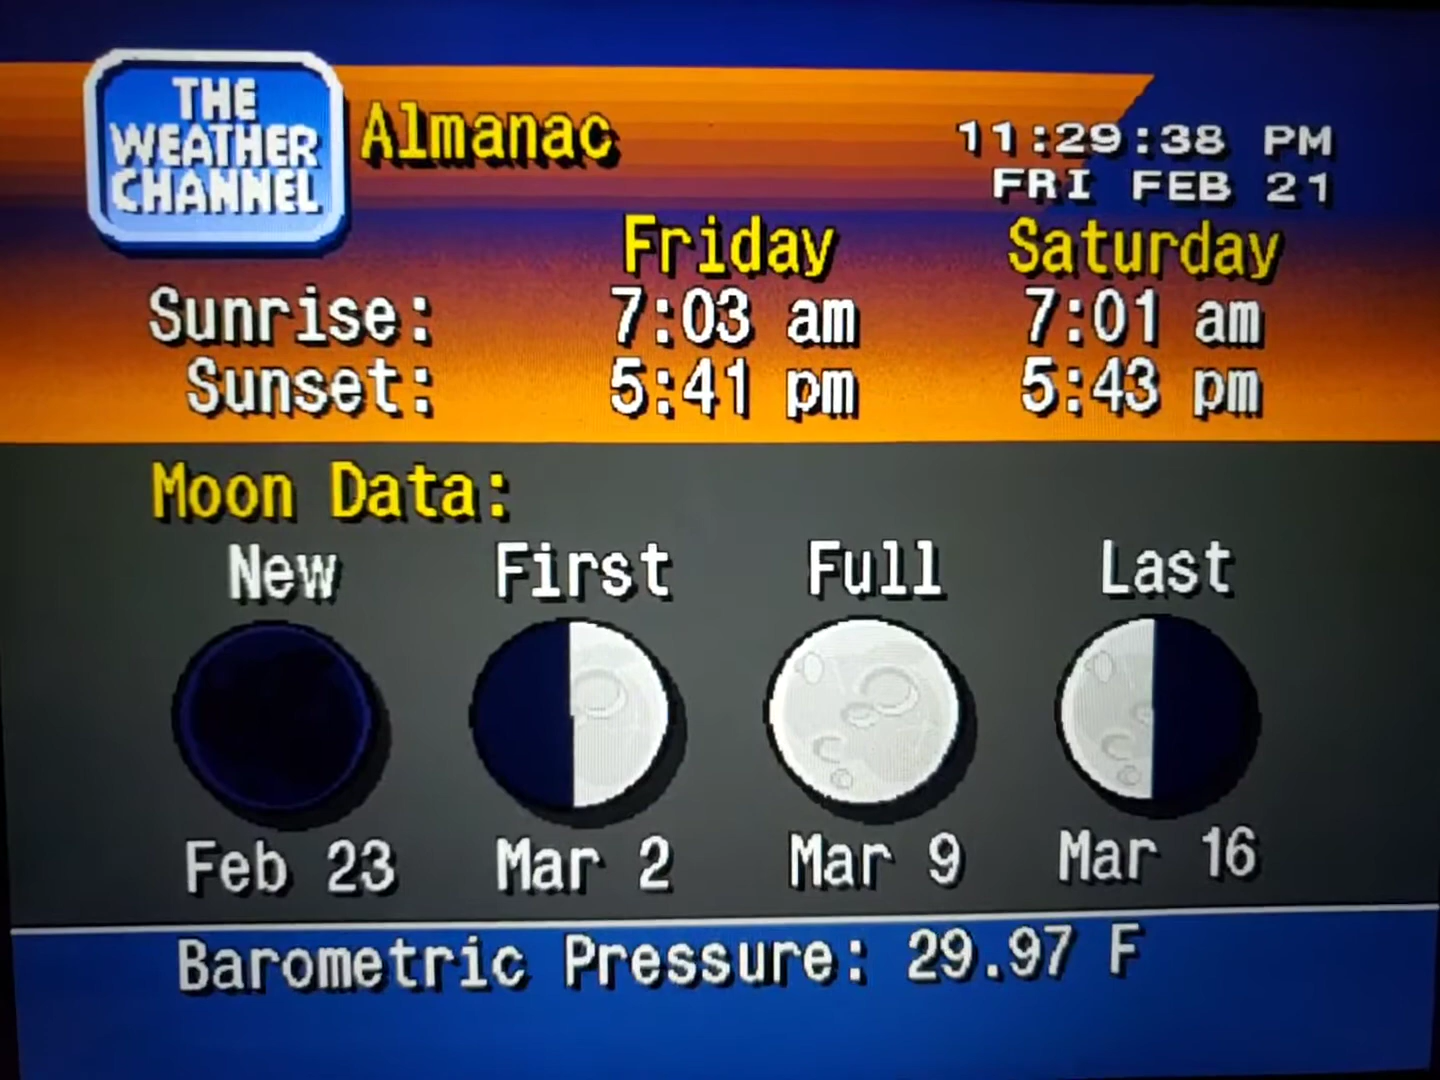 THE
WEATHER
CHANNEL
Almanac
11:29:38 PM
FRI FEB 21
Friday Saturday
Sunrise: 7:03 am 7:01 am
Sunset: 5:41 pm 5:43 pm
Moon Data:
New First Full Last
Feb 23 Mar 2 Mar 9 Mar 16
Barometric Pressure: 29.97 F